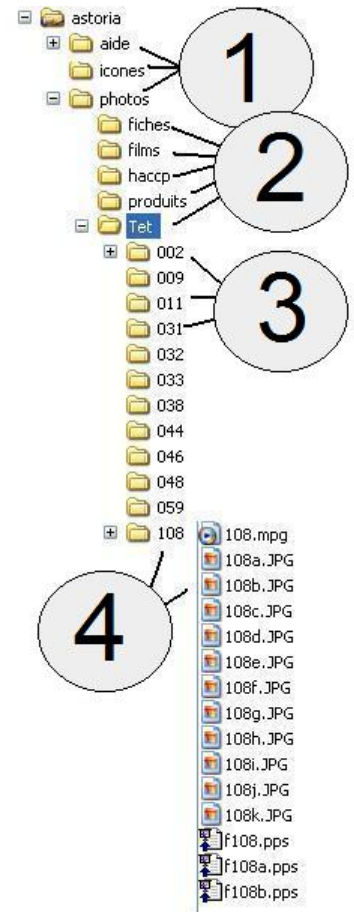 astoria
aide
icones
photos
1
fiches
films
haccp
produits
2
Tet
002
009
011
031
3
032
033
038
044
046
048
059
108
4
108.mpg
108a.JPG
108b.JPG
108c.JPG
108d.JPG
108e.JPG
108f.JPG
108g.JPG
108h.JPG
108i.JPG
108j.JPG
108k.JPG
f108.pps
f108a.pps
f108b.pps